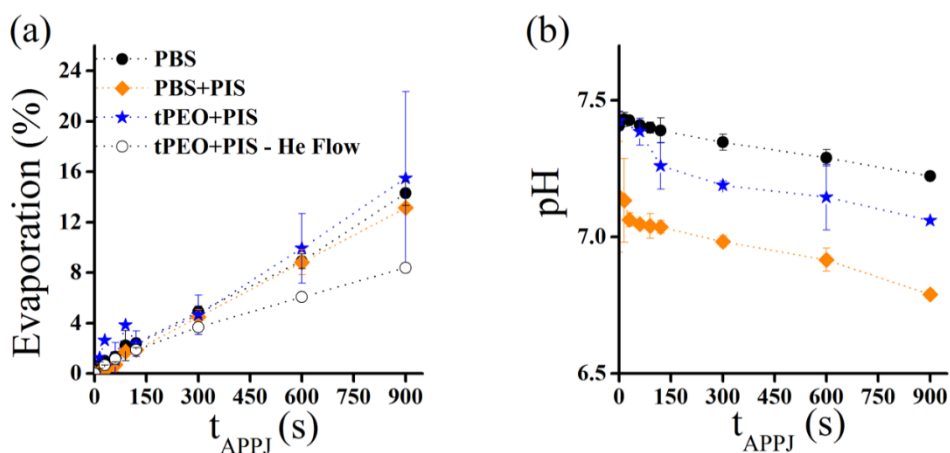 (a)
Evaporation (%)
24
20
16
12
8
4
0
PBS
PBS+PIS
tPEO+PIS
tPEO+PIS - He Flow
0 150 300 450 600 750 900
t_APPJ (s)
(b)
pH
7.5
7.0
6.5
0 150 300 450 600 750 900
t_APPJ (s)